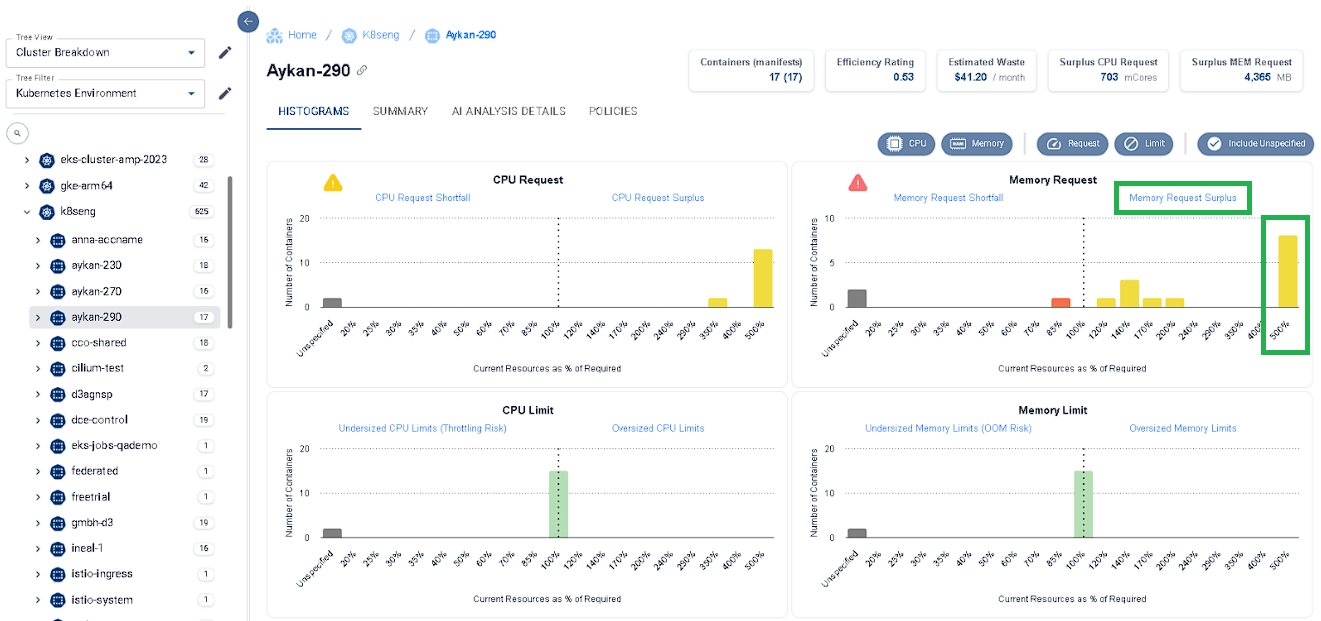 Tree View
Cluster Breakdown
Tree Filter
Kubernetes Environment
eks-cluster-amp-2023 28
gke-arm64 42
k8seng 625
anna-accname 16
aykan-230 18
aykan-270 16
aykan-290 17
cco-shared 18
cilium-test 2
d3agnsp 17
dce-control 19
eks-jobs-qademo 1
federated 1
freetrial 1
gmbh-d3 19
ineal-1 16
istio-ingress 1
istio-system 1
Home / K8seng / Aykan-290
Aykan-290
Containers (manifests)
17 (17)
Efficiency Rating
0.53
Estimated Waste
$41.20 / month
Surplus CPU Request
703 mCores
Surplus MEM Request
4,365 MB
HISTOGRAMS SUMMARY AI ANALYSIS DETAILS POLICIES
CPU Memory Request Limit Include Unspecified
CPU Request
CPU Request Shortfall CPU Request Surplus
Number of Containers
20
10
0
Unspecified 20% 25% 30% 35% 40% 50% 60% 70% 85% 100% 120% 140% 170% 200% 240% 290% 350% 400% 500%
Current Resources as % of Required
Memory Request
Memory Request Shortfall Memory Request Surplus
Number of Containers
10
5
0
Unspecified 20% 25% 30% 35% 40% 50% 60% 70% 85% 100% 120% 140% 170% 200% 240% 290% 353% 400% 500%
Current Resources as % of Required
CPU Limit
Undersized CPU Limits (Throttling Risk) Oversized CPU Limits
Number of Containers
20
10
0
Unspecified 20% 25% 30% 35% 40% 50% 60% 70% 85% 100% 120% 140% 170% 200% 240% 290% 350% 400% 500%
Current Resources as % of Required
Memory Limit
Undersized Memory Limits (OOM Risk) Oversized Memory Limits
Number of Containers
20
10
0
Unspecified 20% 25% 30% 35% 40% 50% 60% 70% 85% 100% 120% 140% 170% 200% 240% 290% 350% 400% 500%
Current Resources as % of Required